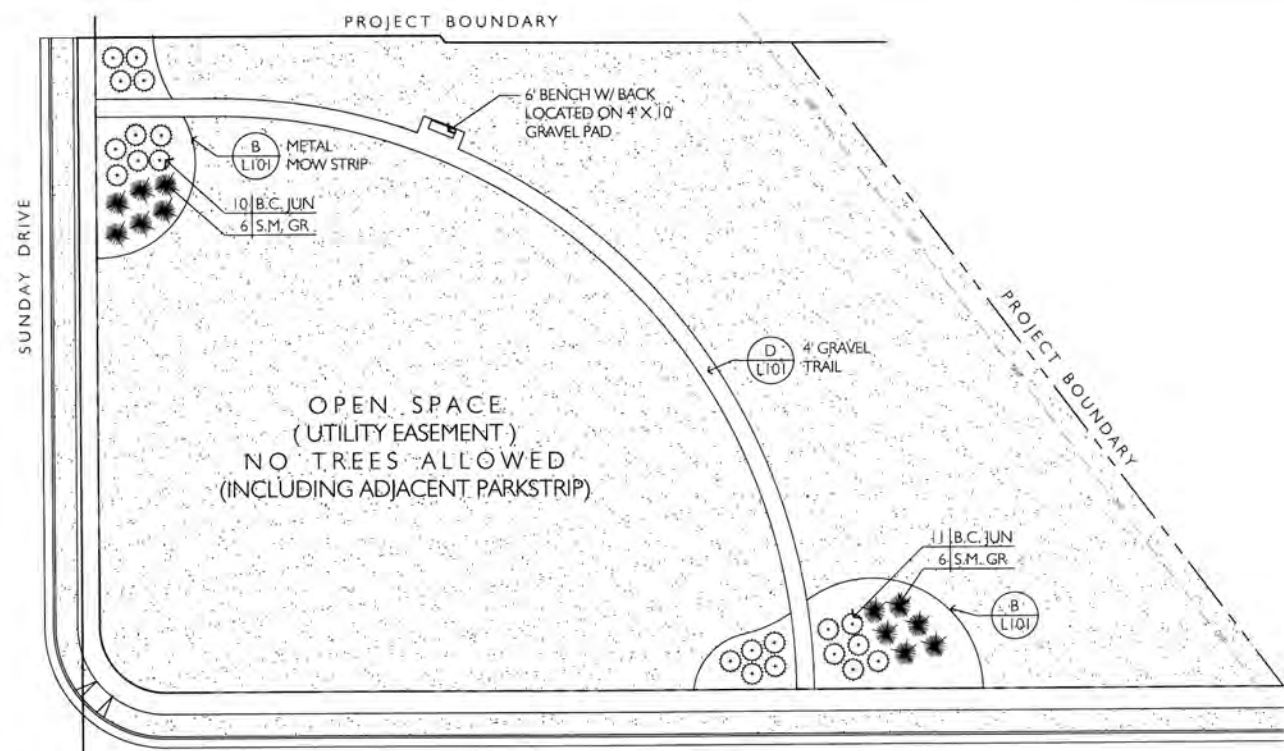 PROJECT BOUNDARY
6' BENCH W/ BACK
LOCATED ON 4' X 10'
GRAVEL PAD
B
L101
METAL
MOW STRIP
10 B.C. JUN
6 S.M. GR
SUNDAY DRIVE
PROJECT BOUNDARY
D
L101
4' GRAVEL
TRAIL
OPEN SPACE
(UTILITY EASEMENT)
NO TREES ALLOWED
(INCLUDING ADJACENT PARKSTRIP)
11 B.C. JUN
6 S.M. GR
B
L101